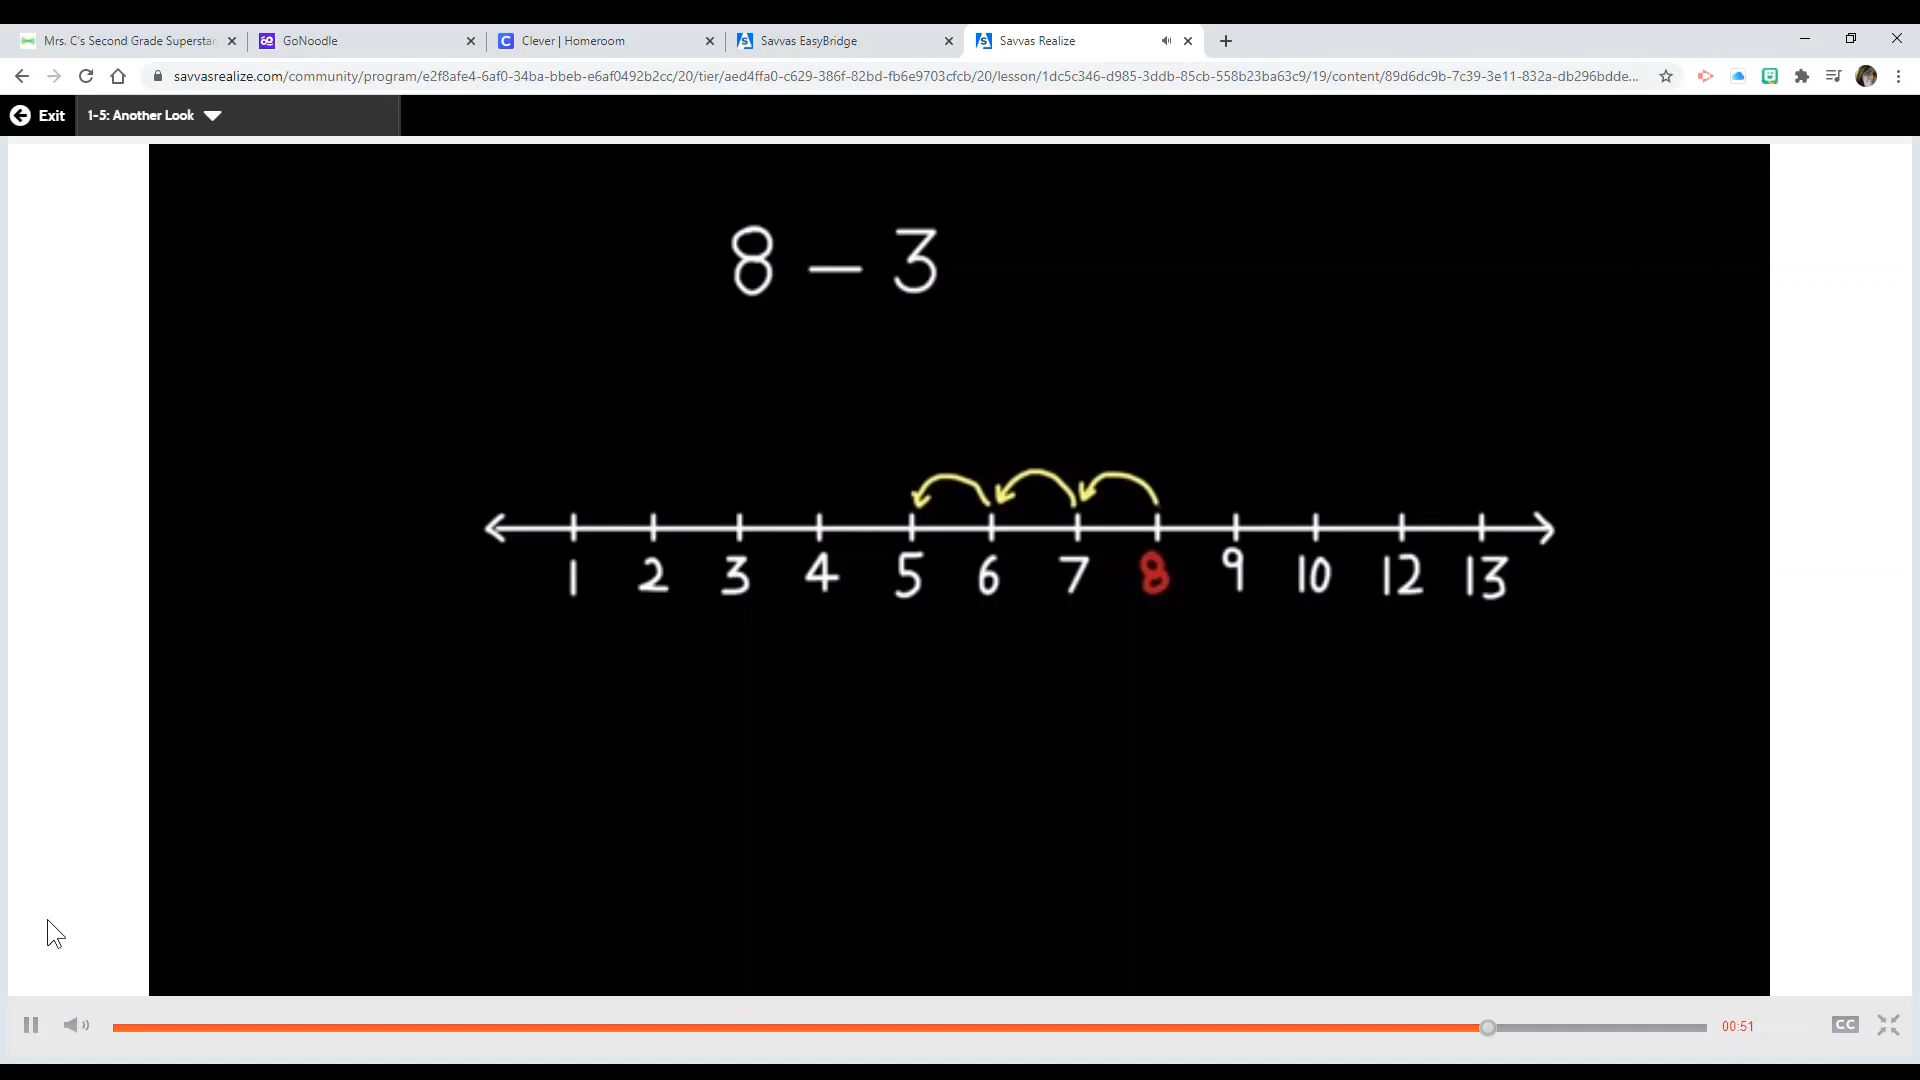 Mrs. C's Second Grade Superstar
GoNoodle
Clever | Homeroom
Savvas EasyBridge
Savvas Realize
savvasrealize.com/community/program/e2f8afe4-6af0-34ba-bbeb-e6af0492b2cc/20/tier/aed4ffa0-c629-386f-82bd-fb6e9703cfcb/20/lesson/1dc5c346-d985-3ddb-85cb-558b23ba63c9/19/content/89d6dc9b-7c39-3e11-832a-db296bdde...
Exit
1-5: Another Look
8 – 3
1 2 3 4 5 6 7 8 9 10 12 13
00:51
CC